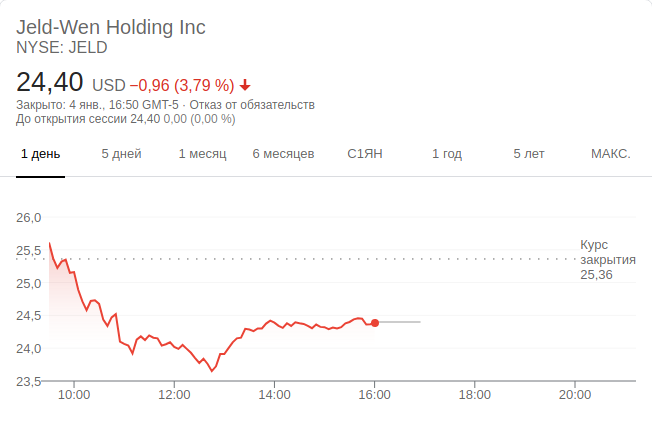 Jeld-Wen Holding Inc
NYSE: JELD
24,40 USD −0,96 (3,79 %)
Закрыто: 4 янв., 16:50 GMT-5 · Отказ от обязательств
До открытия сессии 24,40 0,00 (0,00 %)
1 день 5 дней 1 месяц 6 месяцев С1ЯН 1 год 5 лет МАКС.
26,0
25,5
25,0
24.5
24,0
23,5
Курс
закрытия
25,36
10:00 12:00 14:00 16:00 18:00 20:00